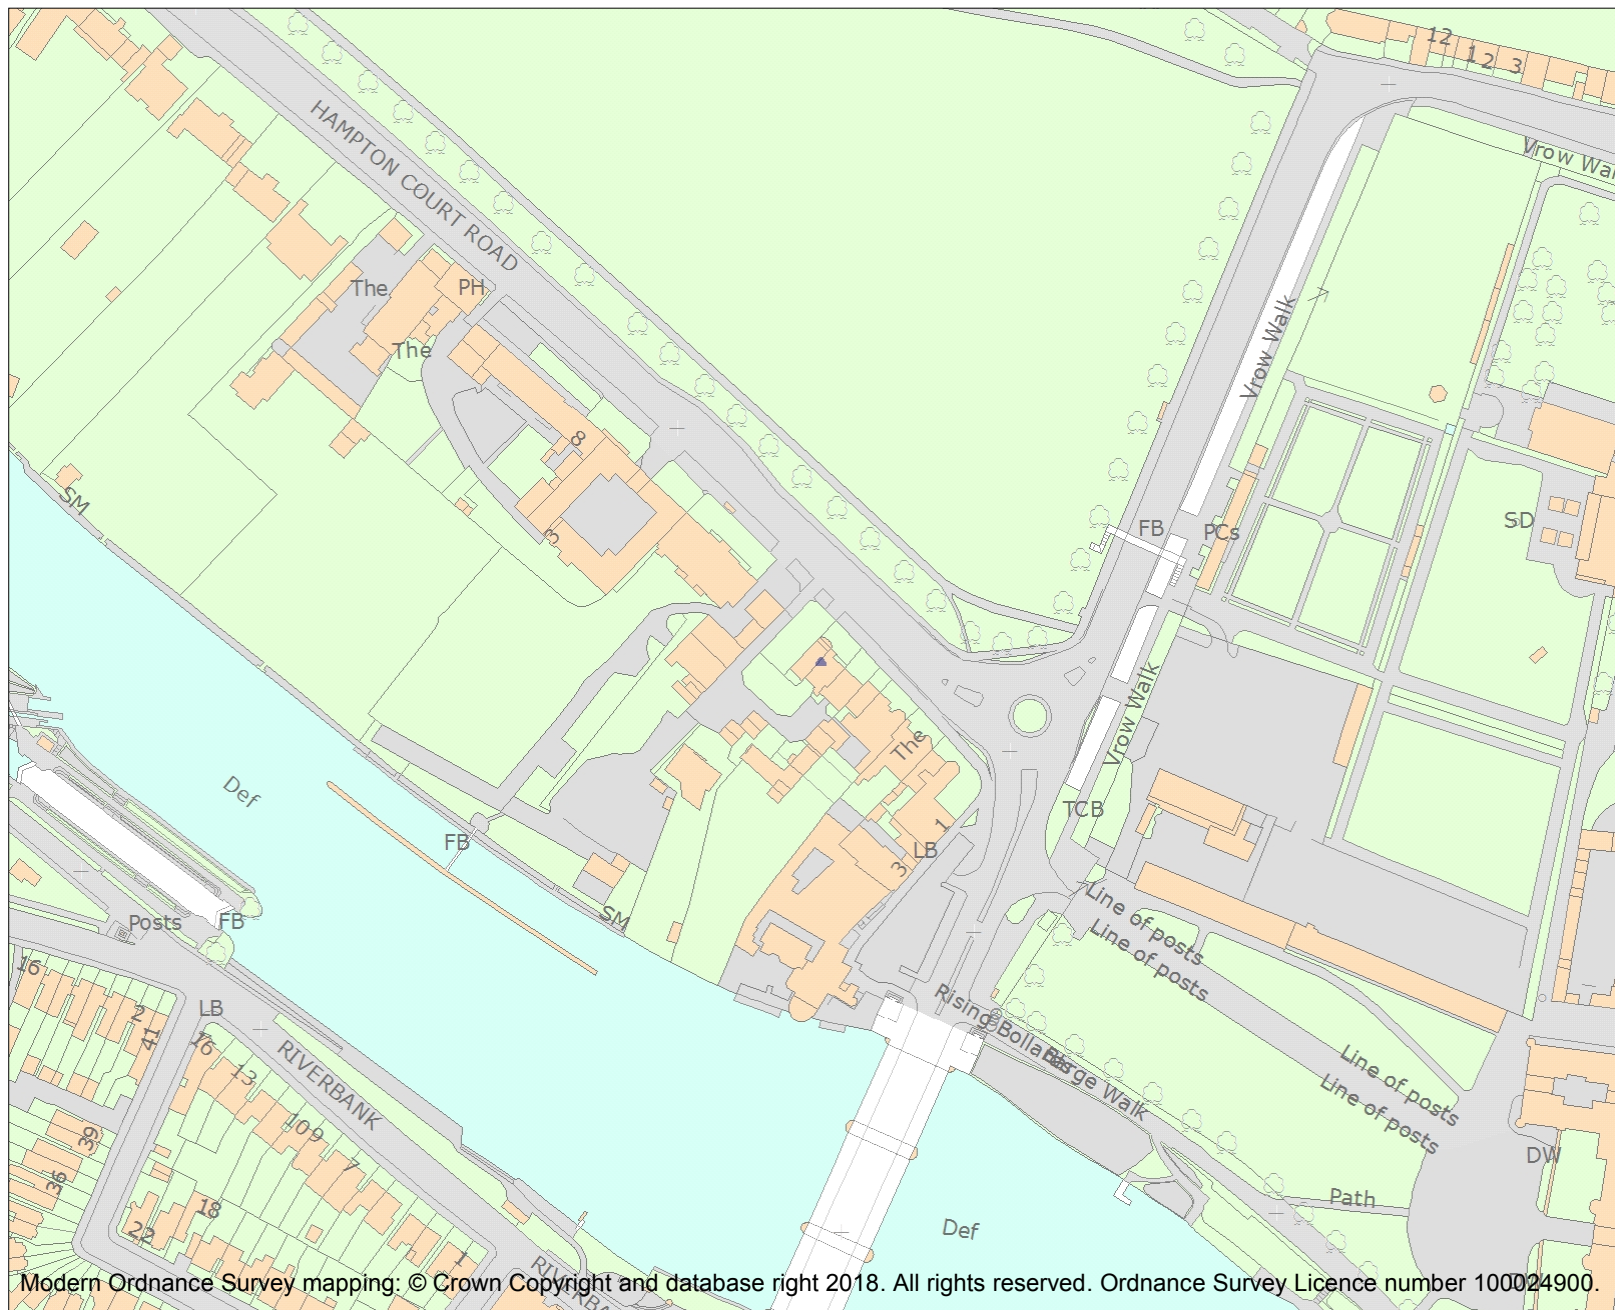 12
1
2
3
HAMPTON COURT ROAD
Vrow Wal
The
PH
The
Vrow Walk
8
SM
3
FB
PCs
SD
Vrow Walk
The
Def
TCB
1
FB
LB
3
Posts
FB
SM
Line of posts
Line of posts
16
LB
2
41
16
Rising Bollards
Barge Walk
RIVERBANK
13
Line of posts
Line of posts
109
39
7
DW
36
Path
18
22
Def
1
RIVERBA
Modern Ordnance Survey mapping: © Crown Copyright and database right 2018. All rights reserved. Ordnance Survey Licence number 100024900.